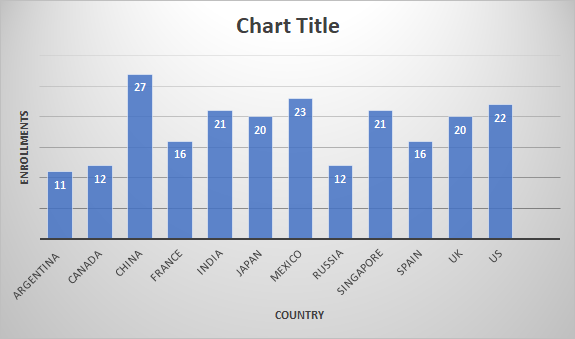 Chart Title
ENROLLMENTS
11 12 27 16 21 20 23 12 21 16 20 22
ARGENTINA CANADA CHINA FRANCE INDIA JAPAN MEXICO RUSSIA SINGAPORE SPAIN UK US
COUNTRY